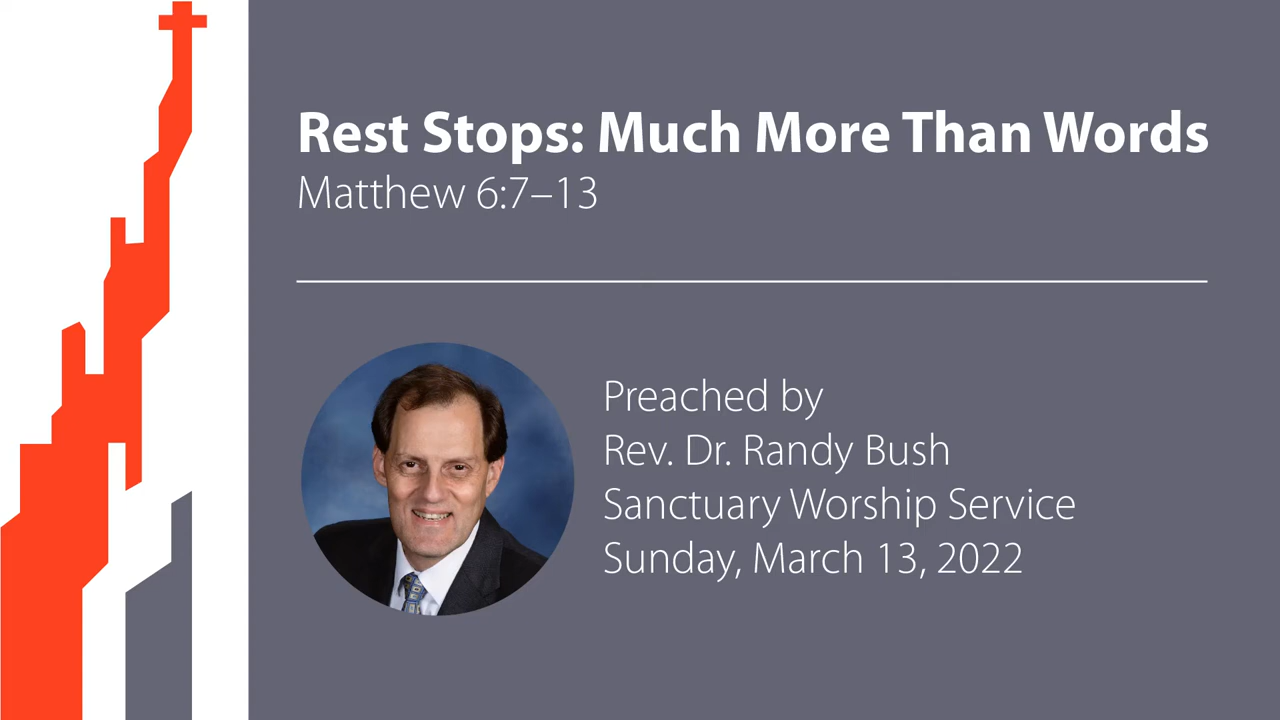 Rest Stops: Much More Than Words
Matthew 6:7–13
Preached by
Rev. Dr. Randy Bush
Sanctuary Worship Service
Sunday, March 13, 2022